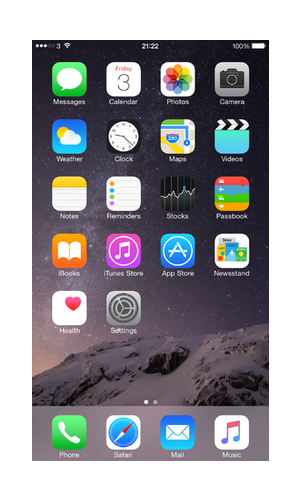 3 21:22 100%
Friday
3
Messages Calendar Photos Camera
280
Weather Clock Maps Videos
Notes Reminders Stocks Passbook
iBooks iTunes Store App Store Newsstand
Health Settings
Phone Safari Mail Music